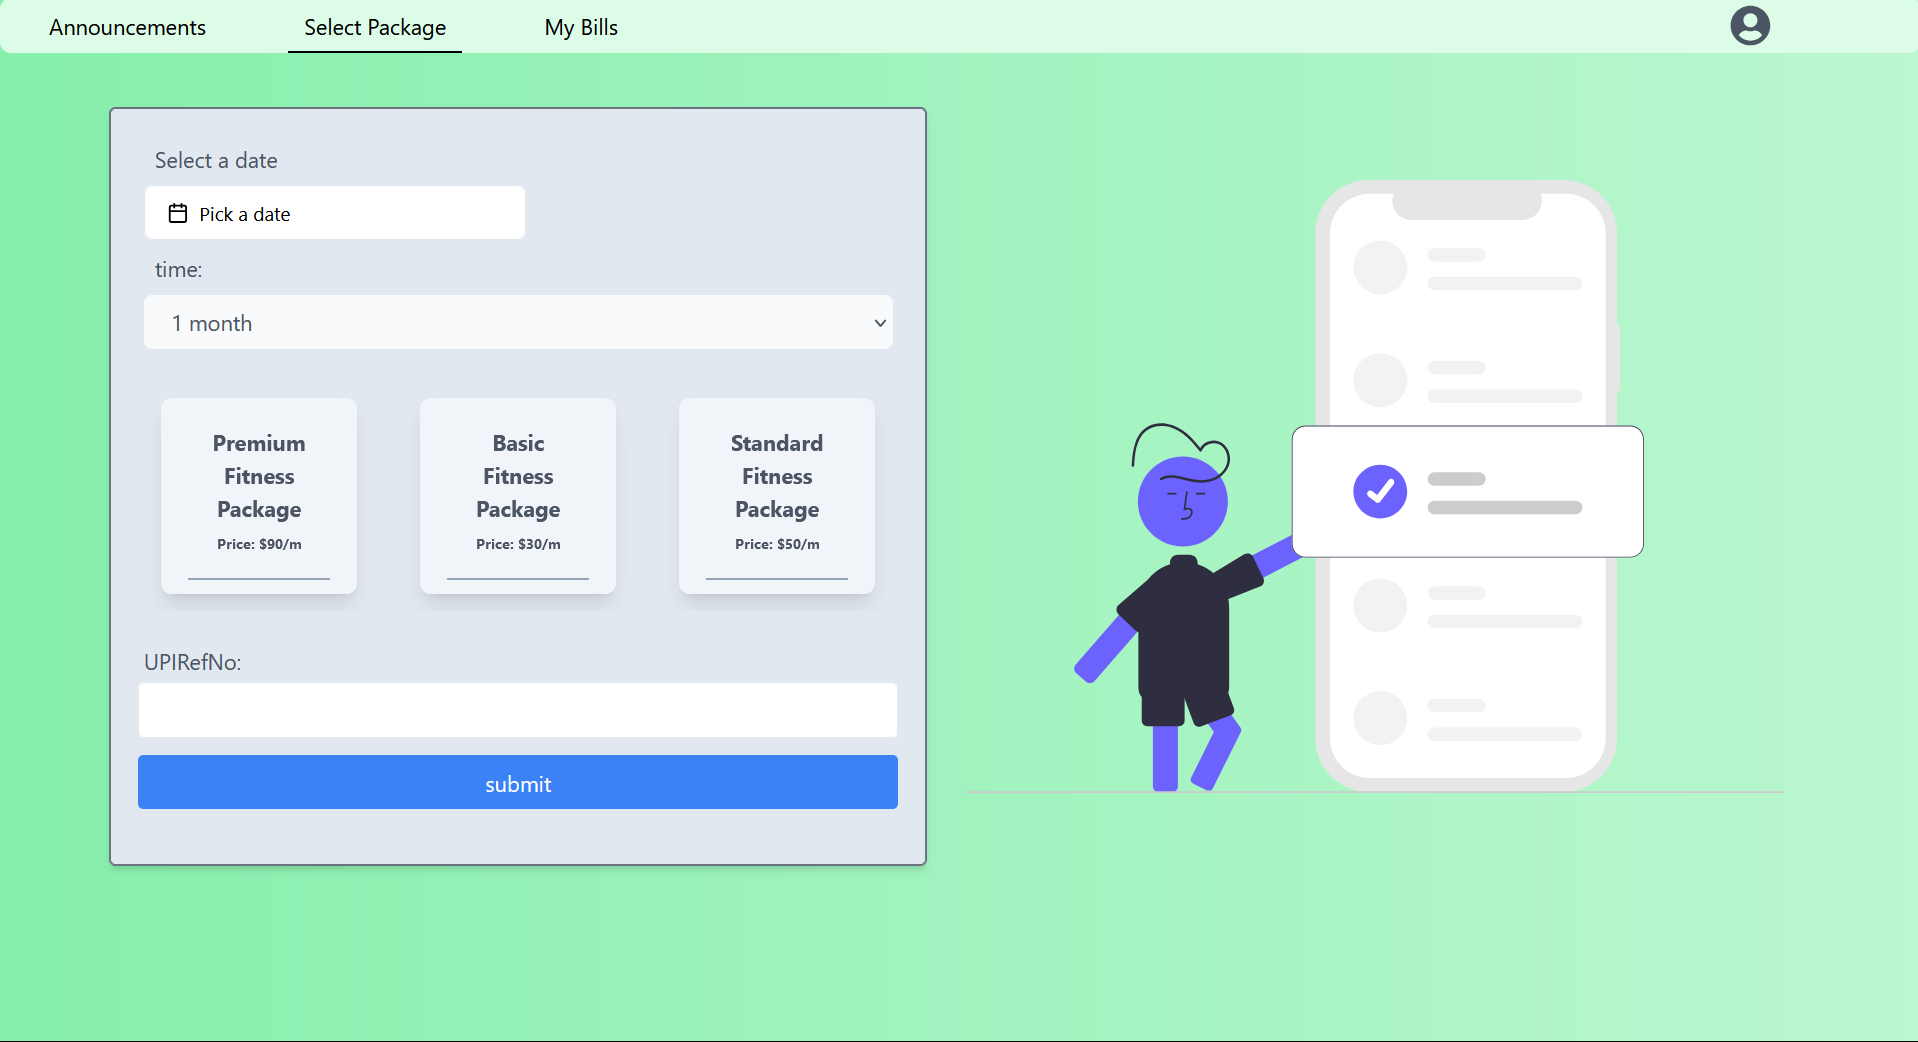 Announcements
Select Package
My Bills
Select a date
Pick a date
time:
1 month
Premium
Fitness
Package
Price: $90/m
Basic
Fitness
Package
Price: $30/m
Standard
Fitness
Package
Price: $50/m
UPIRefNo:
submit